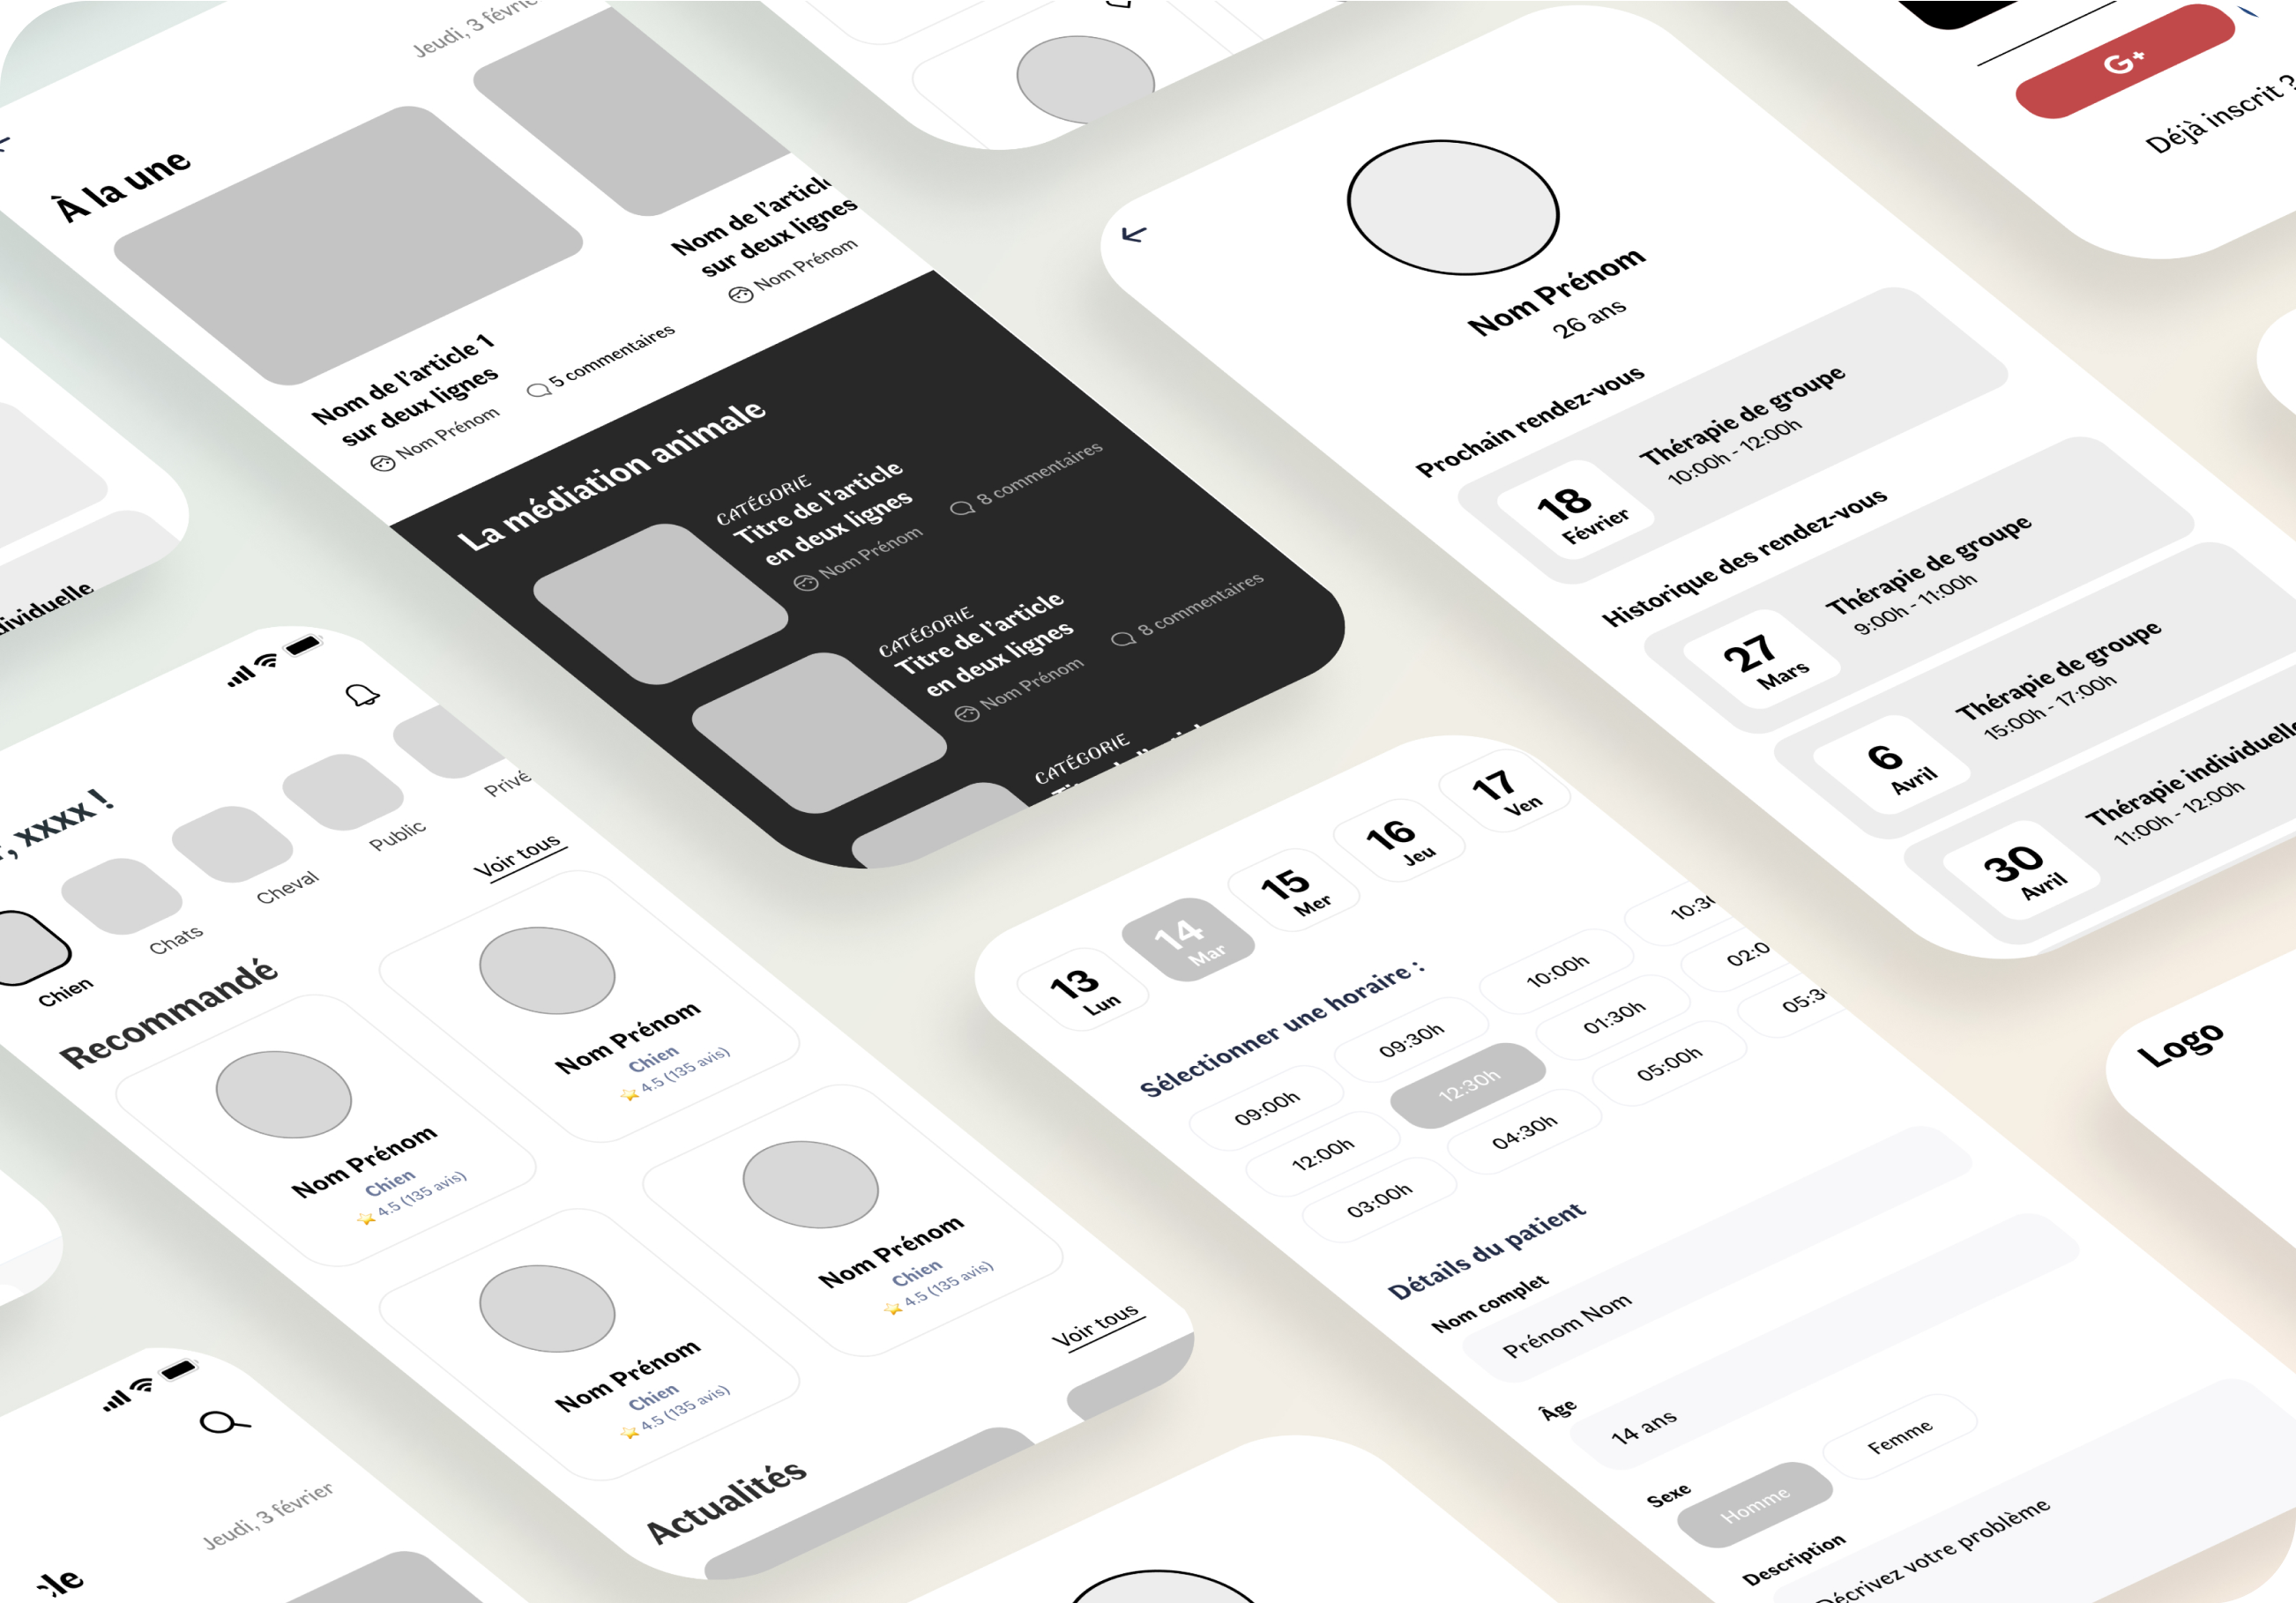 Jeudi, 3
À la une
Nom de l'article 1
sur deux lignes
Nom Prénom
5 commentaires
Nom de l'article
sur deux lignes
Nom Prénom
La médiation animale
CATÉGORIE
Titre de l'article
en deux lignes
Nom Prénom
8 commentaires
CATÉGORIE
Titre de l'article
en deux lignes
Nom Prénom
8 commentaires
CATÉGORIE
Nom Prénom
26 ans
Prochain rendez-vous
18
Février
Thérapie de groupe
10:00h - 12:00h
Historique des rendez-vous
27
Mars
Thérapie de groupe
9:00h - 11:00h
6
Avril
Thérapie de groupe
15:00h - 17:00h
30
Avril
Thérapie individuelle
11:00h - 12:00h
G+
Déjà inscrit ?
xxxx !
Chien
Chats
Cheval
Public
Privé
Recommandé
Voir tous
Nom Prénom
Chien
4.5 (135 avis)
Nom Prénom
Chien
4.5 (135 avis)
Nom Prénom
Chien
4.5 (135 avis)
Nom Prénom
Chien
4.5 (135 avis)
Actualités
Voir tous
13
Lun
14
Mar
15
Mer
16
Jeu
17
Ven
Sélectionner une horaire :
09:00h
09:30h
10:00h
12:00h
12:30h
01:30h
03:00h
04:30h
05:00h
Détails du patient
Nom complet
Prénom Nom
Âge
14 ans
Sexe
Homme
Femme
Description
Décrivez votre problème
Logo
Jeudi, 3 février